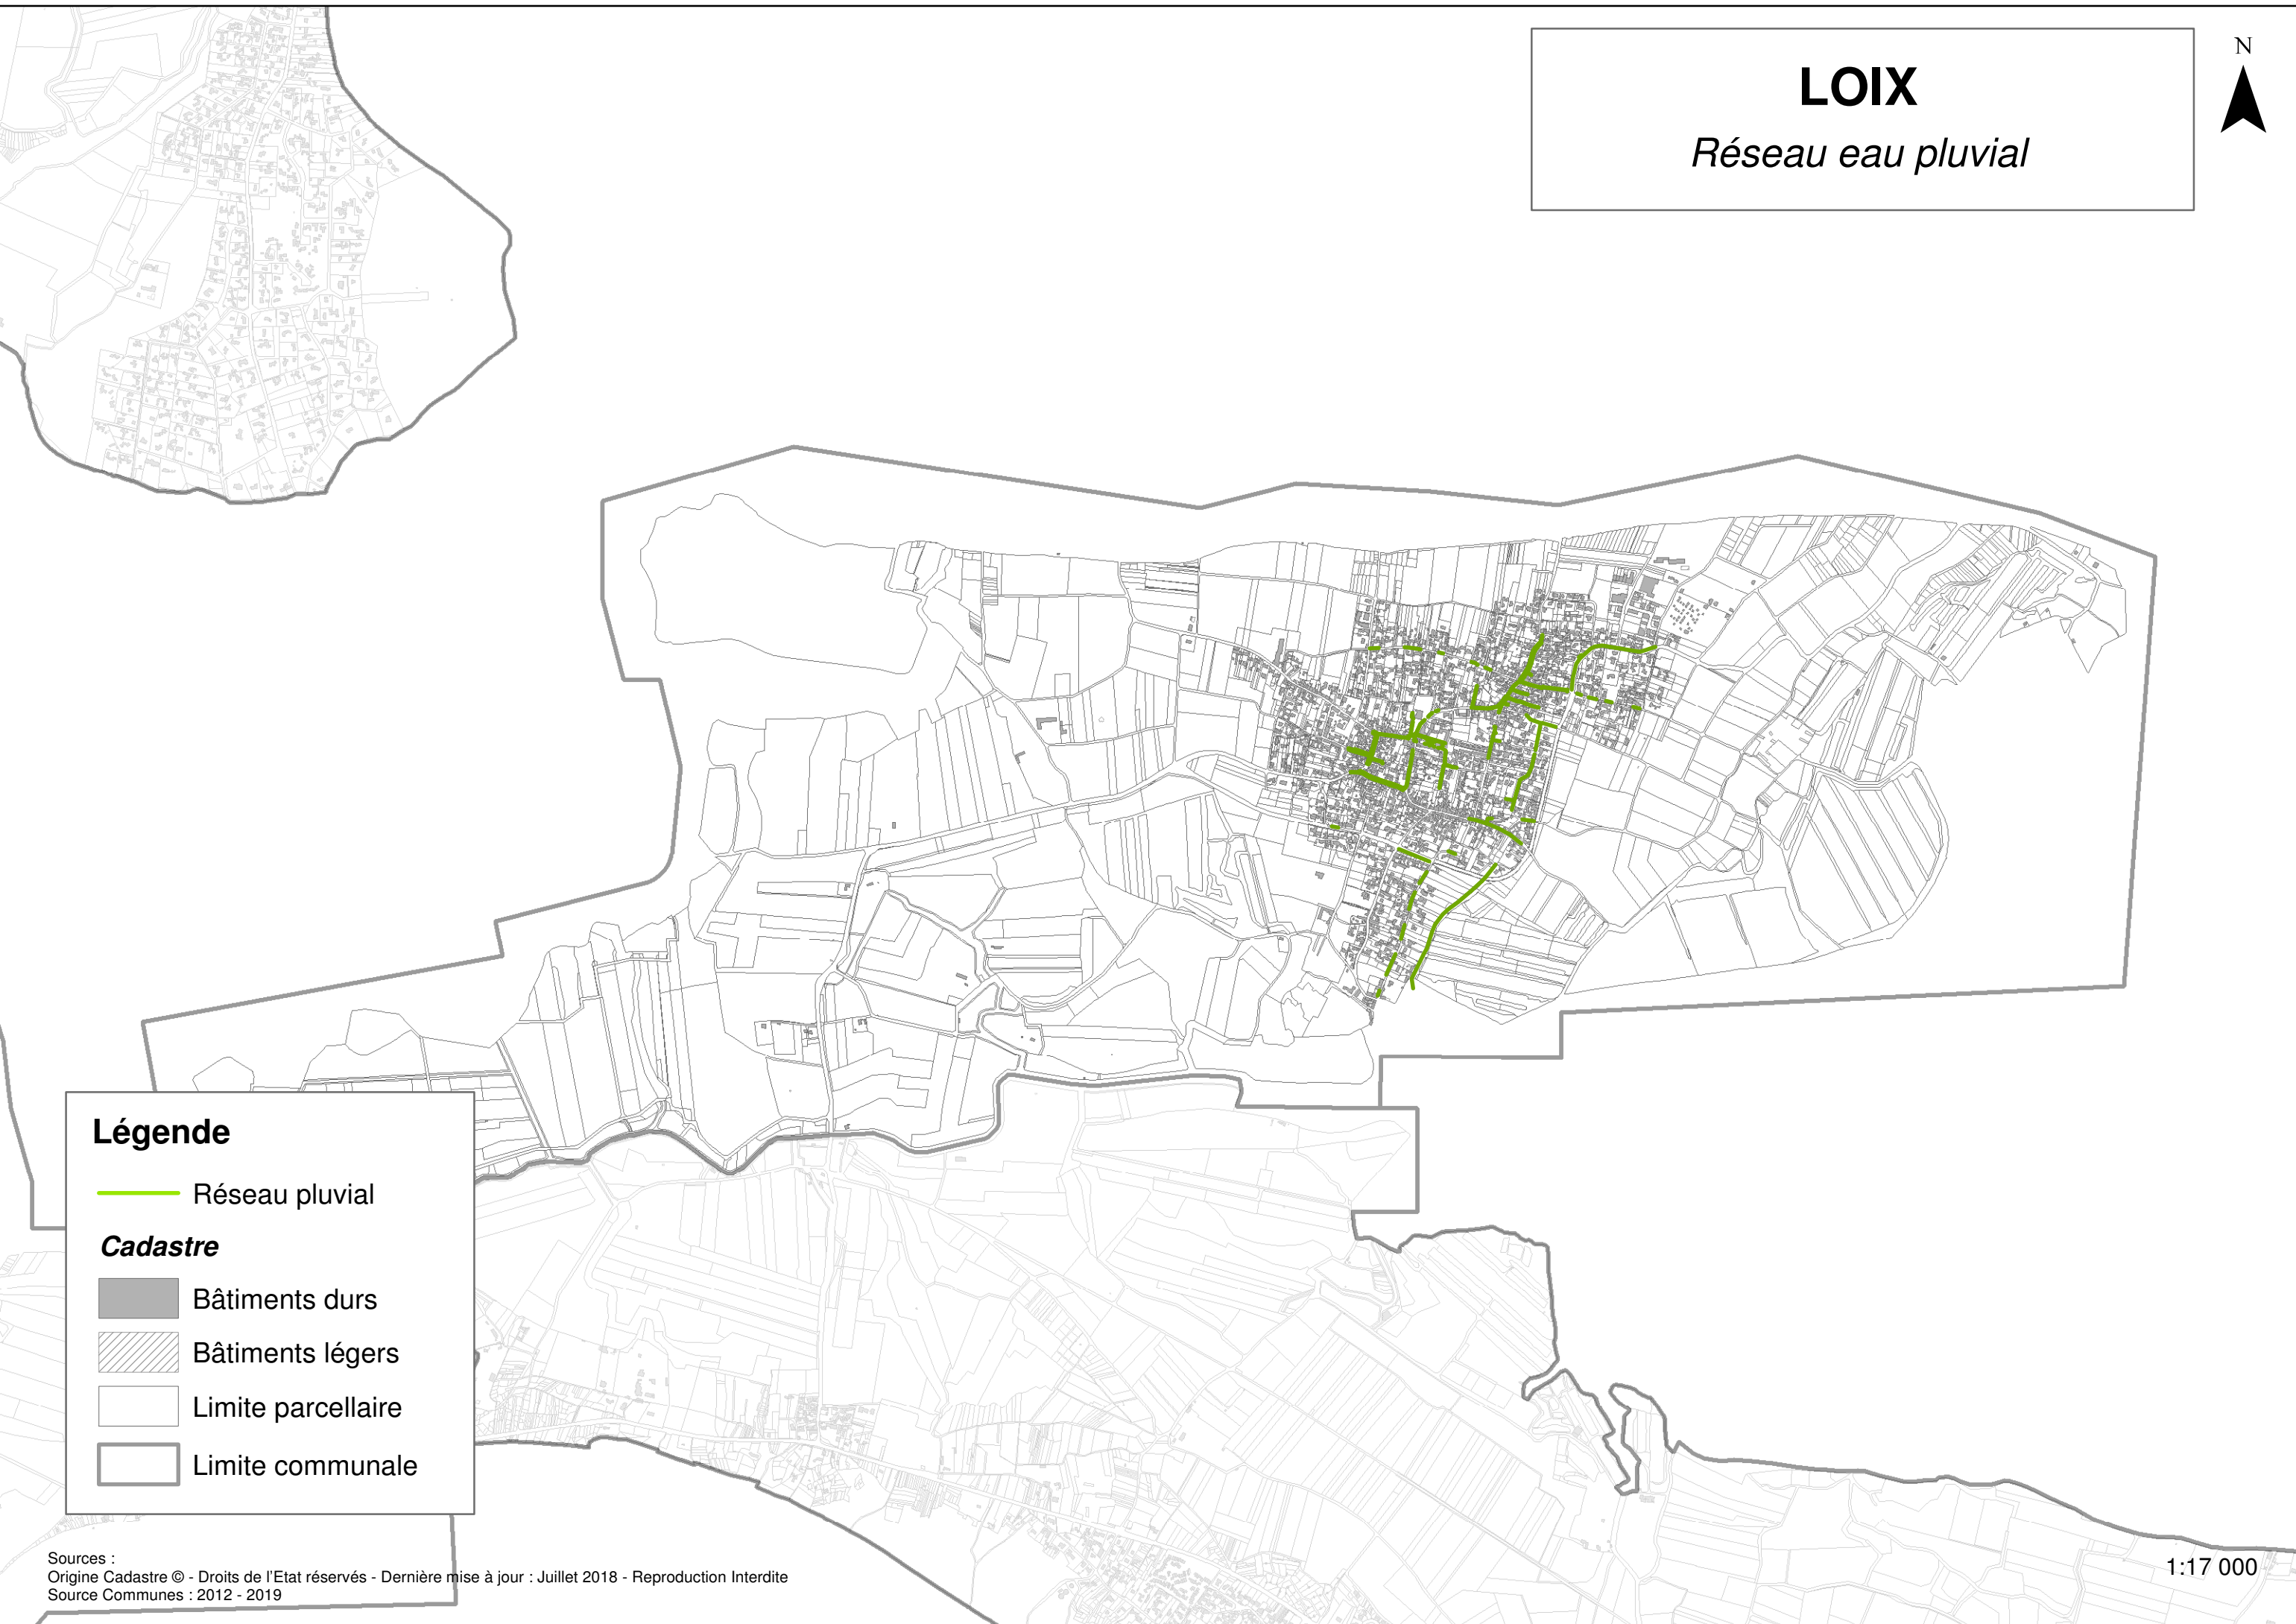 LOIX
Réseau eau pluvial
N
Légende
Réseau pluvial
Cadastre
Bâtiments durs
Bâtiments légers
Limite parcellaire
Limite communale
Sources :
Origine Cadastre © - Droits de l'Etat réservés - Dernière mise à jour : Juillet 2018 - Reproduction Interdite
Source Communes : 2012 - 2019
1:17 000